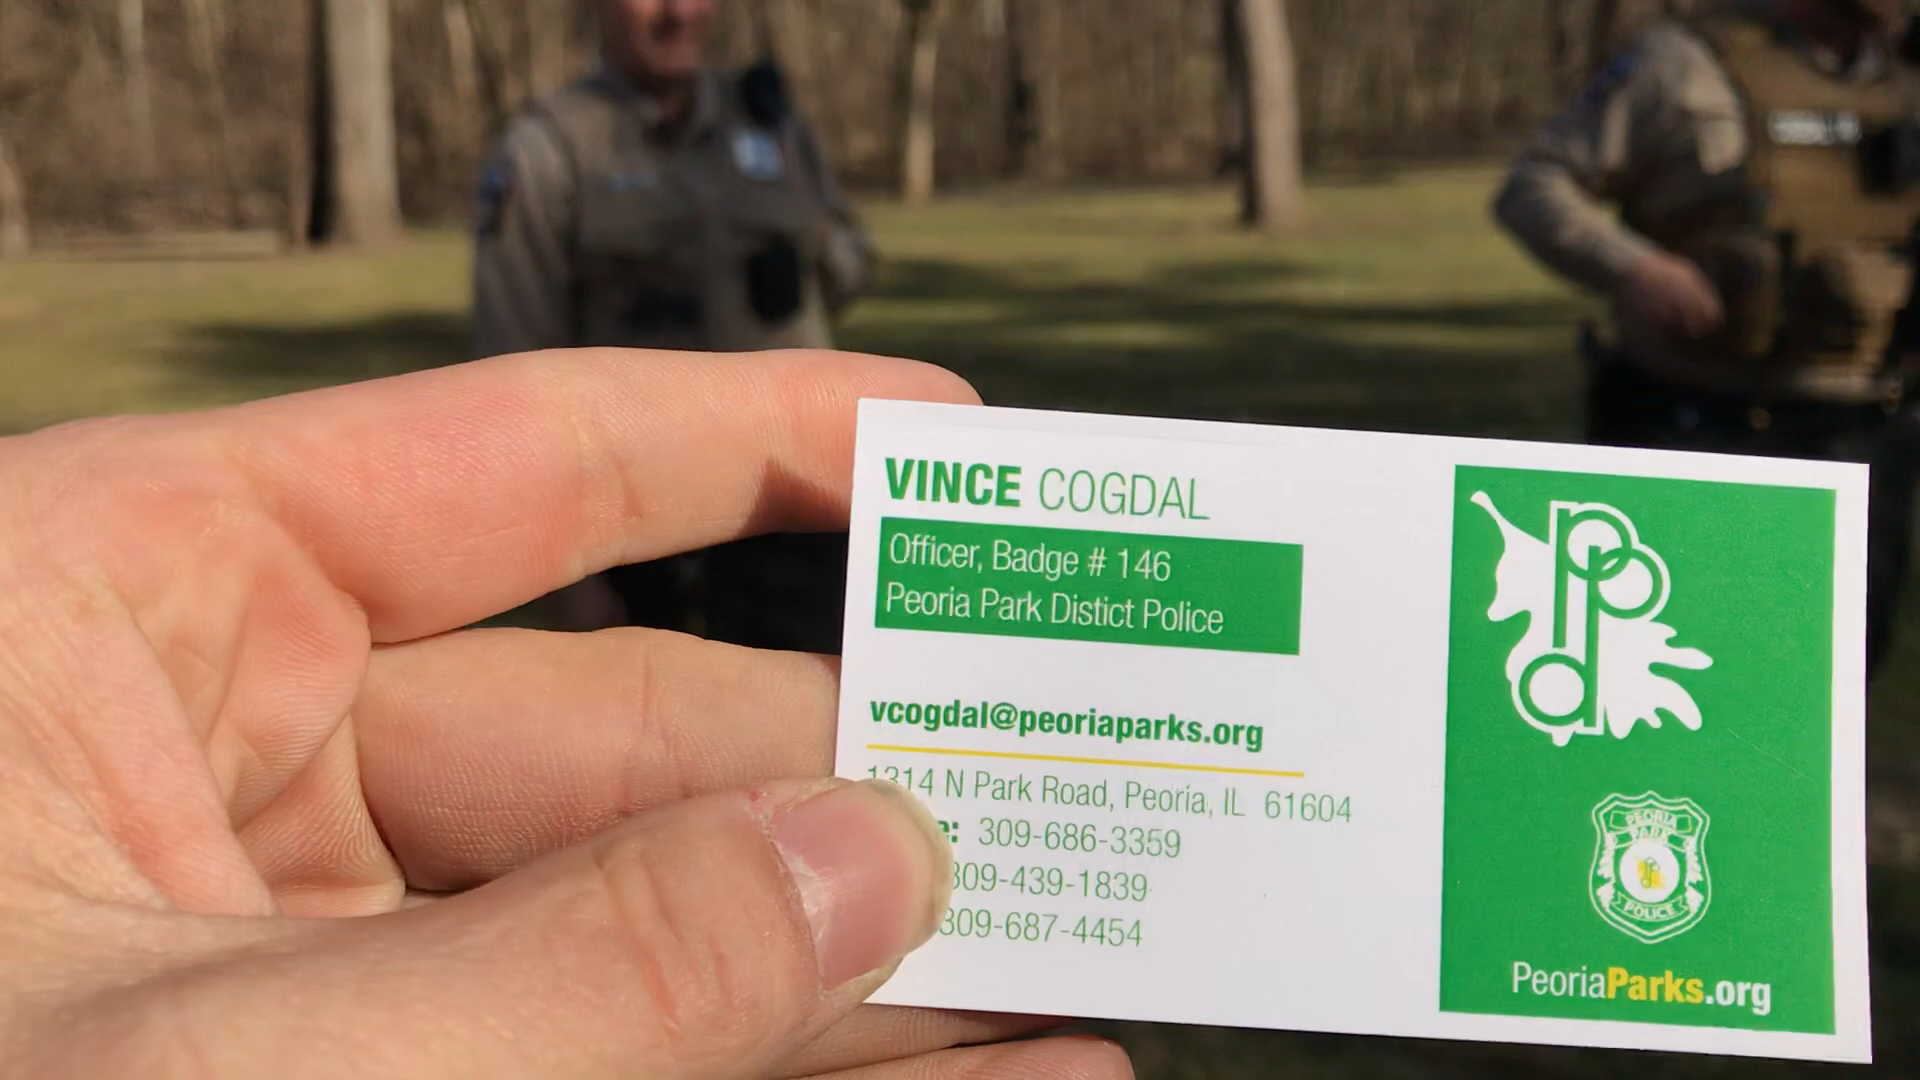 VINCE COGDAL
Officer, Badge # 146
Peoria Park Distict Police
vcogdal@peoriaparks.org
1314 N Park Road, Peoria, IL 61604
309-686-3359
309-439-1839
309-687-4454
PEORIA
PARK
POLICE
PeoriaParks.org